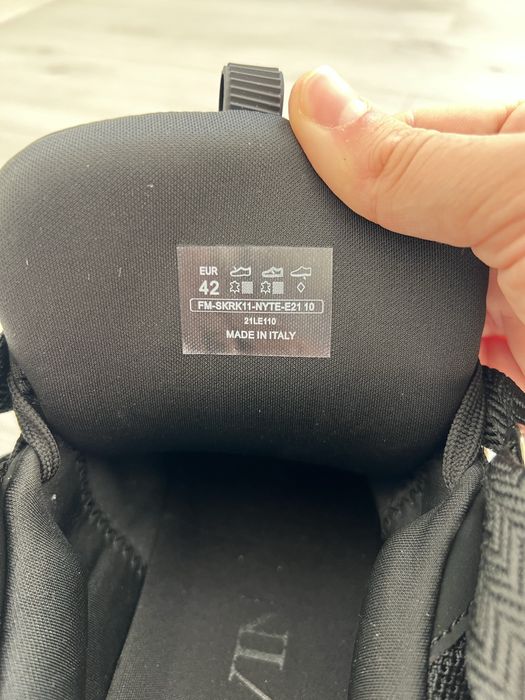 EUR
42
FM-SKRK11-NYTE-E21 10
21LE110
MADE IN ITALY